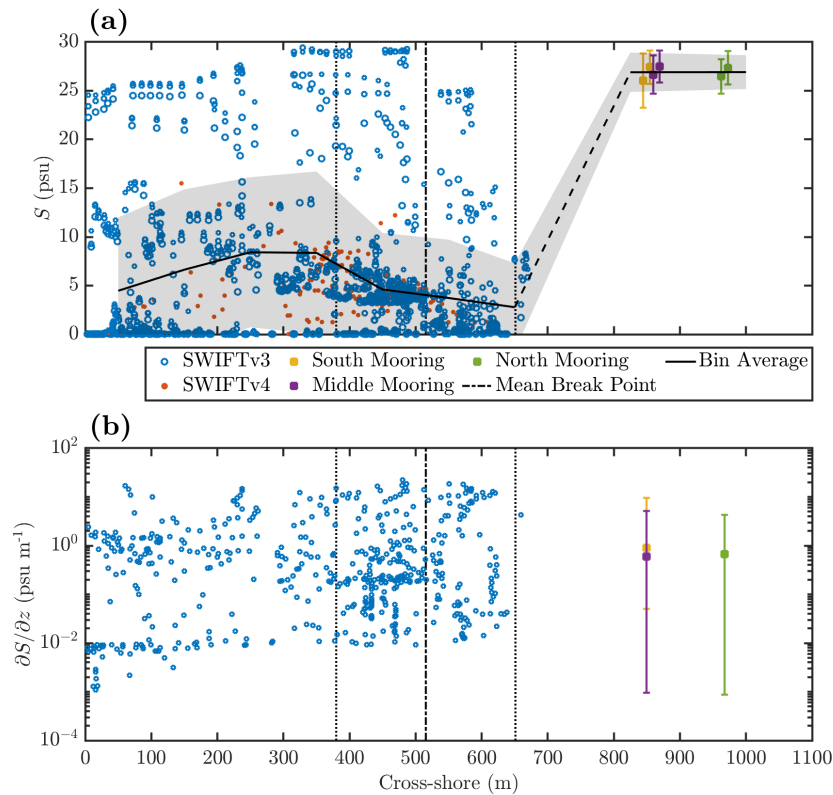 (a)
30
25
20
15
10
5
0
S (psu)
SWIFTv3 South Mooring North Mooring Bin Average
SWIFTv4 Middle Mooring Mean Break Point
(b)
10^2
10^0
10^-2
10^-4
∂S/∂z (psu m^-1)
0 100 200 300 400 500 600 700 800 900 1000 1100
Cross-shore (m)